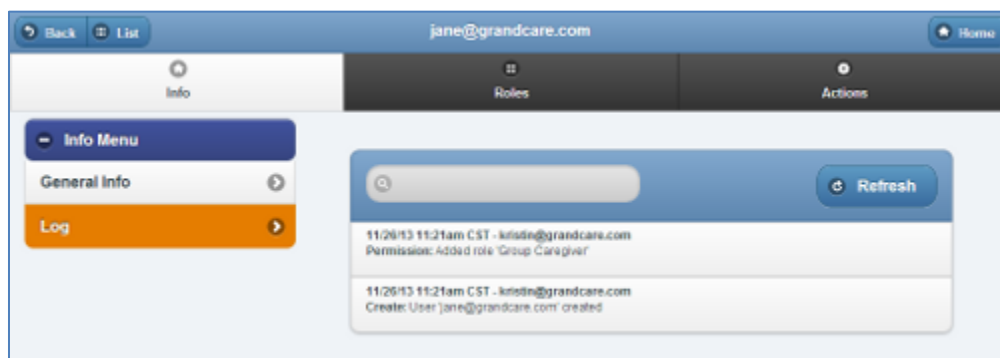 Back List jane@grandcare.com Home
Info Roles Actions
Info Menu
General Info
Log
Refresh
11/26/13 11:21am CST - kristin@grandcare.com
Permission: Added role 'Group Caregiver'
11/26/13 11:21am CST - kristin@grandcare.com
Create: User 'jane@grandcare.com' created